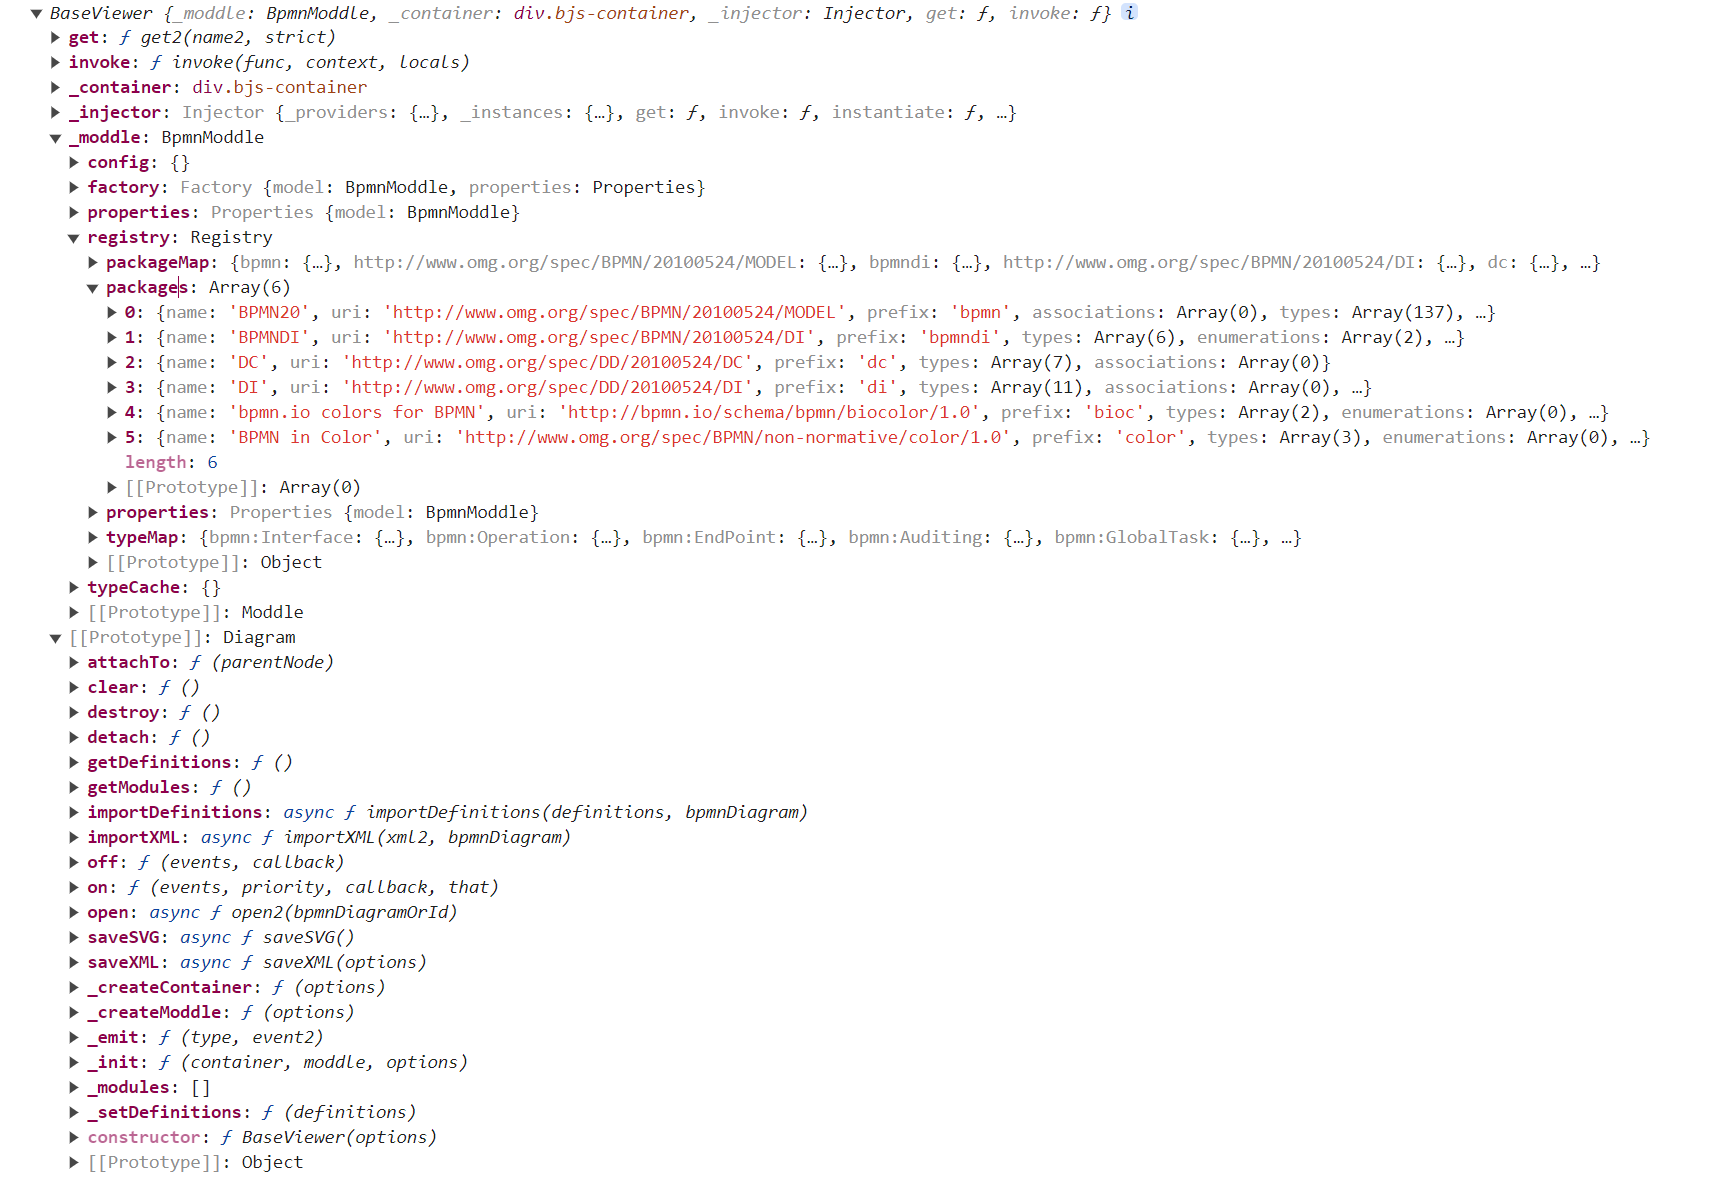 ▼ BaseViewer {_moddle: BpmnModdle, _container: div.bjs-container, _injector: Injector, get: ƒ, invoke: ƒ} i
▶ get: ƒ get2(name2, strict)
▶ invoke: ƒ invoke(func, context, locals)
▶ _container: div.bjs-container
▶ _injector: Injector {_providers: {…}, _instances: {…}, get: ƒ, invoke: ƒ, instantiate: ƒ, …}
▼ _moddle: BpmnModdle
▶ config: {}
▶ factory: Factory {model: BpmnModdle, properties: Properties}
▶ properties: Properties {model: BpmnModdle}
▼ registry: Registry
▶ packageMap: {bpmn: {…}, http://www.omg.org/spec/BPMN/20100524/MODEL: {…}, bpmndi: {…}, http://www.omg.org/spec/BPMN/20100524/DI: {…}, dc: {…}, …}
▼ packages: Array(6)
▶ 0: {name: 'BPMN20', uri: 'http://www.omg.org/spec/BPMN/20100524/MODEL', prefix: 'bpmn', associations: Array(0), types: Array(137), …}
▶ 1: {name: 'BPMNDI', uri: 'http://www.omg.org/spec/BPMN/20100524/DI', prefix: 'bpmndi', types: Array(6), enumerations: Array(2), …}
▶ 2: {name: 'DC', uri: 'http://www.omg.org/spec/DD/20100524/DC', prefix: 'dc', types: Array(7), associations: Array(0)}
▶ 3: {name: 'DI', uri: 'http://www.omg.org/spec/DD/20100524/DI', prefix: 'di', types: Array(11), associations: Array(0), …}
▶ 4: {name: 'bpmn.io colors for BPMN', uri: 'http://bpmn.io/schema/bpmn/biocolor/1.0', prefix: 'bioc', types: Array(2), enumerations: Array(0), …}
▶ 5: {name: 'BPMN in Color', uri: 'http://www.omg.org/spec/BPMN/non-normative/color/1.0', prefix: 'color', types: Array(3), enumerations: Array(0), …}
length: 6
▶ [[Prototype]]: Array(0)
▶ properties: Properties {model: BpmnModdle}
▶ typeMap: {bpmn:Interface: {…}, bpmn:Operation: {…}, bpmn:EndPoint: {…}, bpmn:Auditing: {…}, bpmn:GlobalTask: {…}, …}
▶ [[Prototype]]: Object
▶ typeCache: {}
▶ [[Prototype]]: Moddle
▼ [[Prototype]]: Diagram
▶ attachTo: ƒ (parentNode)
▶ clear: ƒ ()
▶ destroy: ƒ ()
▶ detach: ƒ ()
▶ getDefinitions: ƒ ()
▶ getModules: ƒ ()
▶ importDefinitions: async ƒ importDefinitions(definitions, bpmnDiagram)
▶ importXML: async ƒ importXML(xml2, bpmnDiagram)
▶ off: ƒ (events, callback)
▶ on: ƒ (events, priority, callback, that)
▶ open: async ƒ open2(bpmnDiagramOrId)
▶ saveSVG: async ƒ saveSVG()
▶ saveXML: async ƒ saveXML(options)
▶ _createContainer: ƒ (options)
▶ _createModdle: ƒ (options)
▶ _emit: ƒ (type, event2)
▶ _init: ƒ (container, moddle, options)
▶ _modules: []
▶ _setDefinitions: ƒ (definitions)
▶ constructor: ƒ BaseViewer(options)
▶ [[Prototype]]: Object